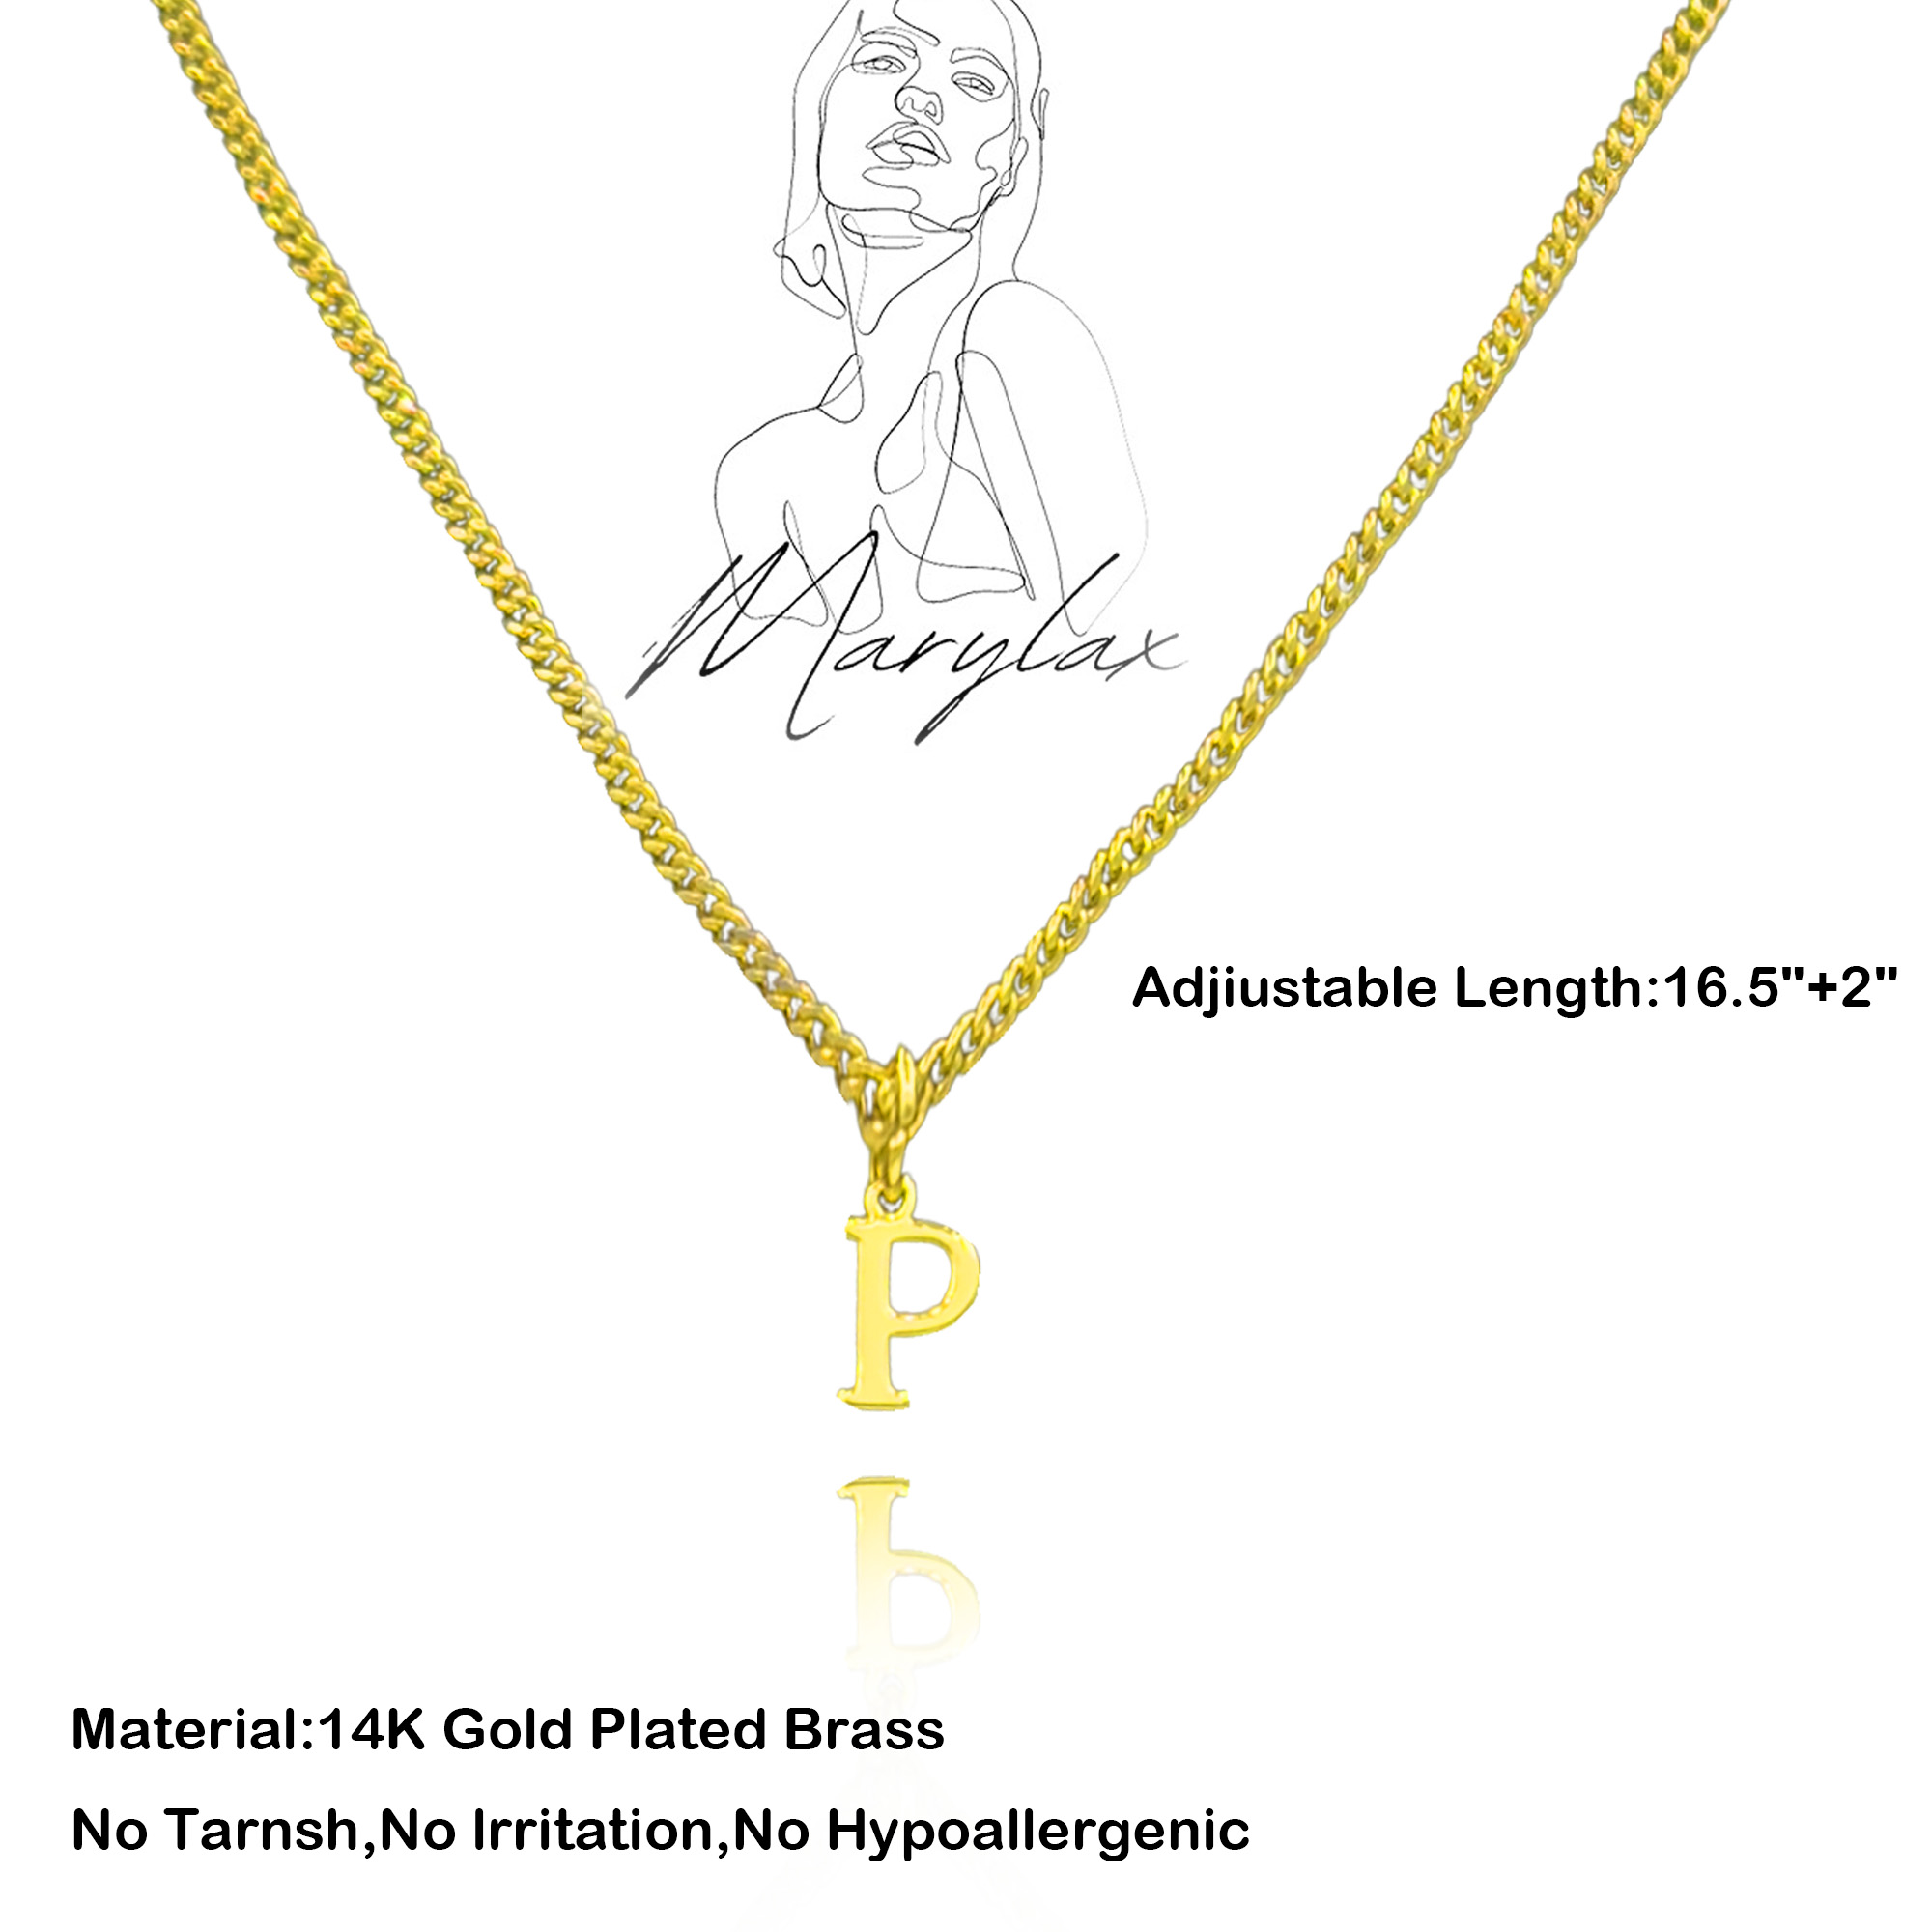 Marylax
Adjiustable Length:16.5"+2"
P
Material:14K Gold Plated Brass
No Tarnsh,No Irritation,No Hypoallergenic